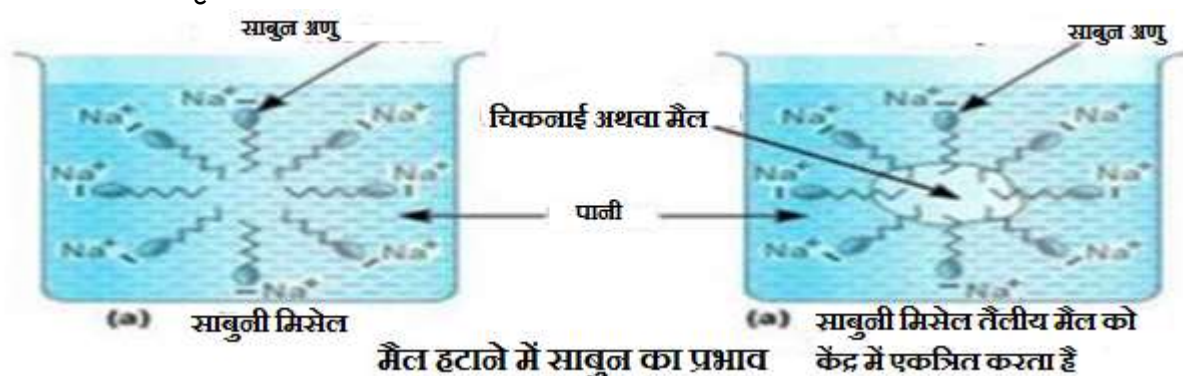 साबुन अणु
साबुन अणु
Na⁺ –
Na⁺
Na⁺
Na⁺
Na⁺
Na⁺
Na⁺
– Na⁺
Na⁺ –
Na⁺
Na⁺
Na⁺
Na⁺
Na⁺
Na⁺
– Na⁺
चिकनाई अथवा मैल
पानी
(a) साबुनी मिसेल
(a) साबुनी मिसेल तैलीय मैल को
केंद्र में एकत्रित करता है
मैल हटाने में साबुन का प्रभाव